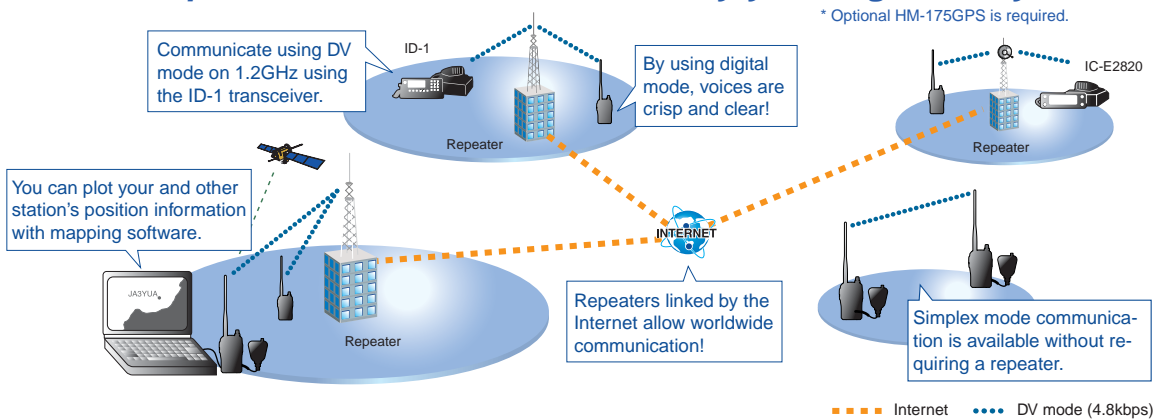 * Optional HM-175GPS is required.
Communicate using DV
mode on 1.2GHz using
the ID-1 transceiver.
ID-1
By using digital
mode, voices are
crisp and clear!
Repeater
IC-E2820
Repeater
You can plot your and other
station's position information
with mapping software.
JA3YUA
Repeater
INTERNET
Repeaters linked by the
Internet allow worldwide
communication!
Simplex mode communica-
tion is available without re-
quiring a repeater.
Internet
DV mode (4.8kbps)